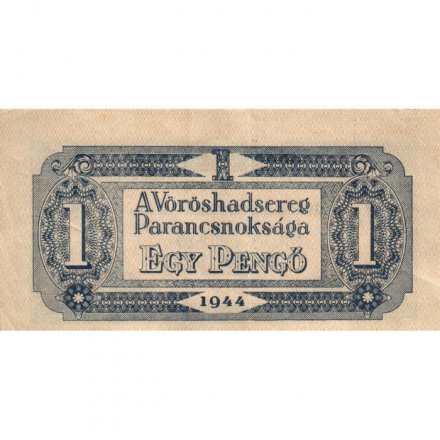 1
A Vöröshadsereg
Parancsnoksága
1 EGY PENGŐ 1
1944